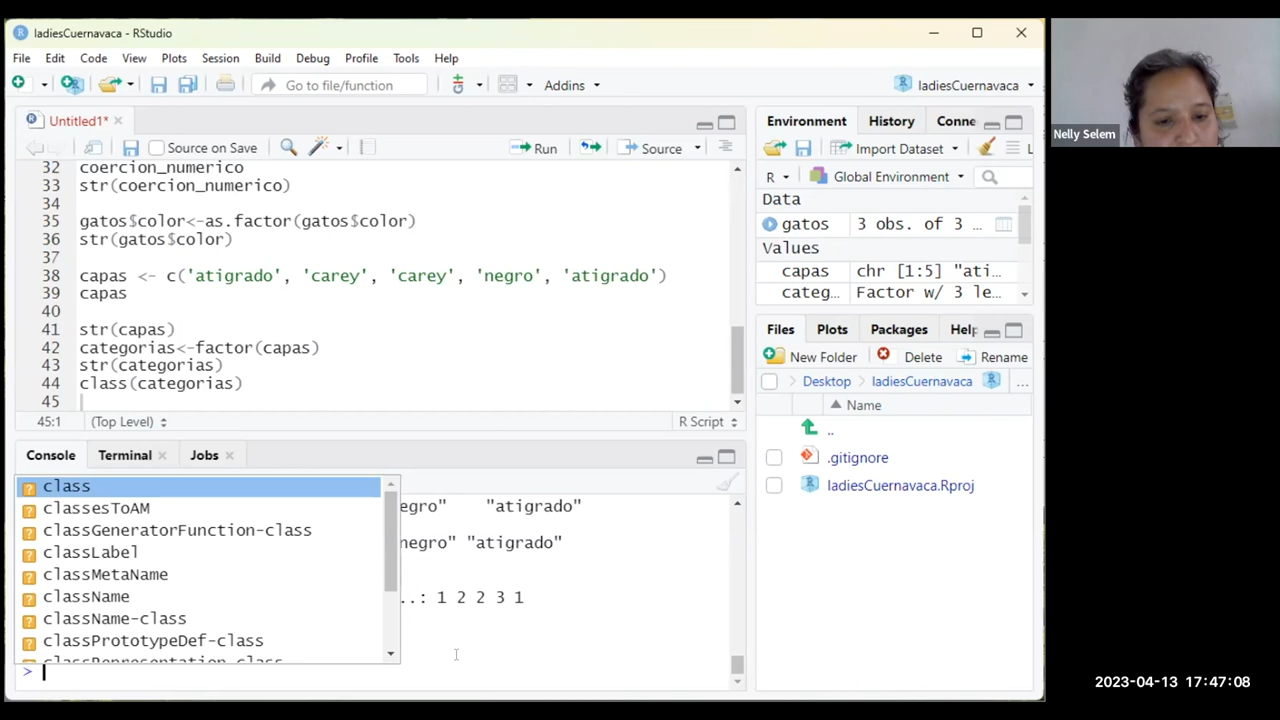 ladiesCuernavaca - RStudio
File Edit Code View Plots Session Build Debug Profile Tools Help
Go to file/function Addins ladiesCuernavaca
Untitled1*
Source on Save Run Source
32 coercion_numerico
33 str(coercion_numerico)
34
35 gatos$color<-as.factor(gatos$color)
36 str(gatos$color)
37
38 capas <- c('atigrado', 'carey', 'carey', 'negro', 'atigrado')
39 capas
40
41 str(capas)
42 categorias<-factor(capas)
43 str(categorias)
44 class(categorias)
45
45:1 (Top Level) R Script
Console Terminal Jobs
class
classesToAM
classGeneratorFunction-class
classLabel
classMetaName
className
className-class
classPrototypeDef-class
classRepresentation-class
egro" "atigrado"
negro" "atigrado"
..: 1 2 2 3 1
>
Environment History Conne
Import Dataset L
R Global Environment
Data
gatos 3 obs. of 3 …
Values
capas chr [1:5] "ati…
categ… Factor w/ 3 le…
Files Plots Packages Help
New Folder Delete Rename
Desktop ladiesCuernavaca ...
Name
..
.gitignore
ladiesCuernavaca.Rproj
Nelly Selem
2023-04-13 17:47:08